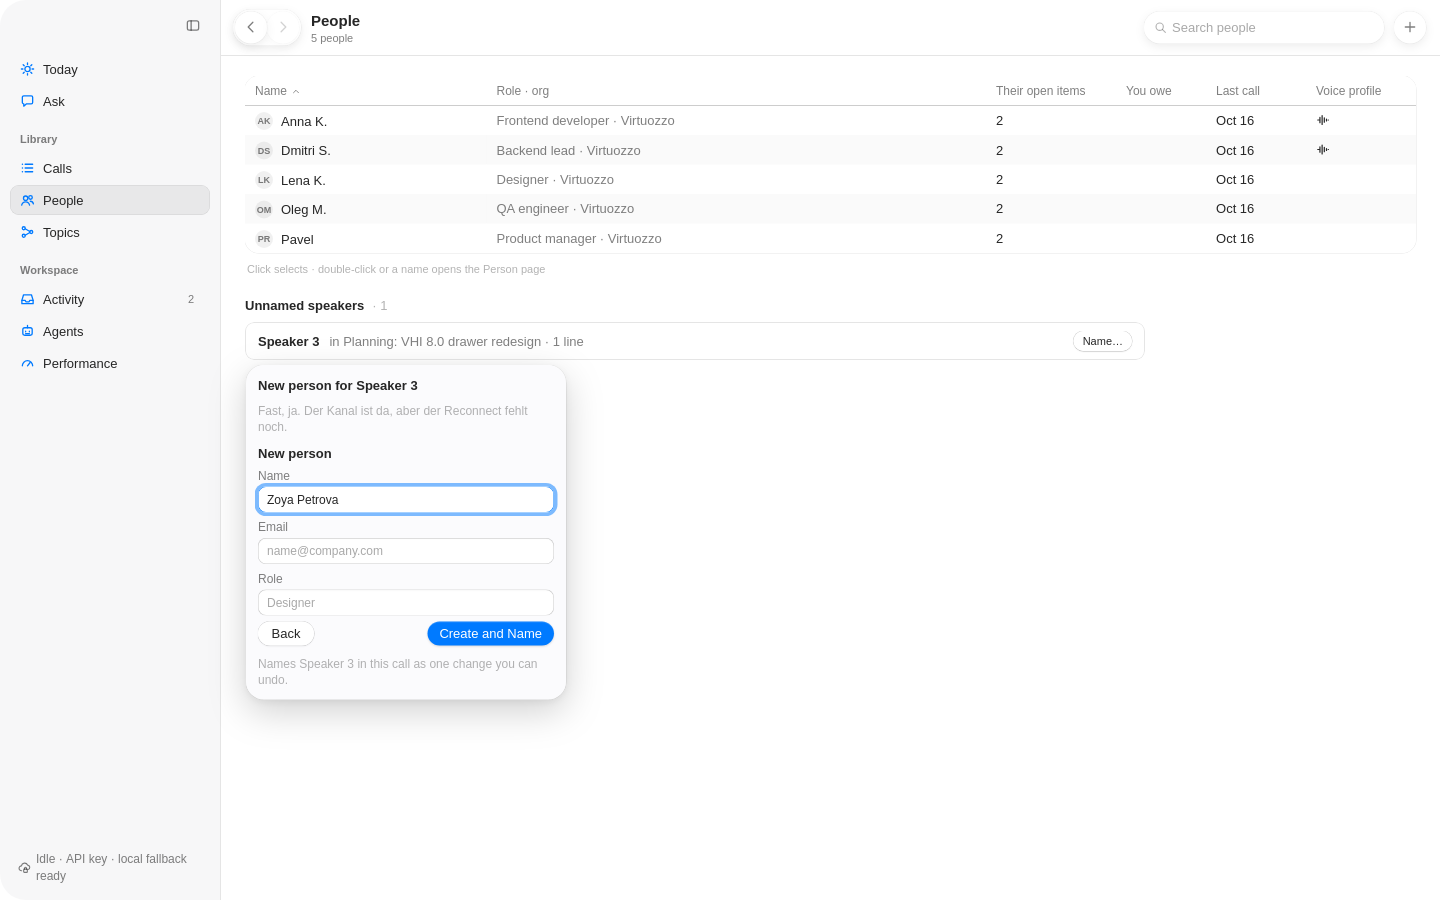 People
5 people
Search people
Today
Ask
Library
Calls
People
Topics
Workspace
Activity 2
Agents
Performance
Idle · API key · local fallback
ready
Name Role · org Their open items You owe Last call Voice profile
AK Anna K. Frontend developer · Virtuozzo 2 Oct 16
DS Dmitri S. Backend lead · Virtuozzo 2 Oct 16
LK Lena K. Designer · Virtuozzo 2 Oct 16
OM Oleg M. QA engineer · Virtuozzo 2 Oct 16
PR Pavel Product manager · Virtuozzo 2 Oct 16
Click selects · double-click or a name opens the Person page
Unnamed speakers · 1
Speaker 3 in Planning: VHI 8.0 drawer redesign · 1 line Name…
New person for Speaker 3
Fast, ja. Der Kanal ist da, aber der Reconnect fehlt
noch.
New person
Name
Zoya Petrova
Email
name@company.com
Role
Designer
Back Create and Name
Names Speaker 3 in this call as one change you can
undo.